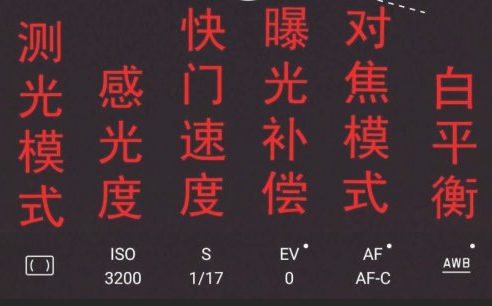 测光模式
感光度
快门速度
曝光补偿
对焦模式
白平衡
ISO S EV AF AWB
3200 1/17 0 AF-C